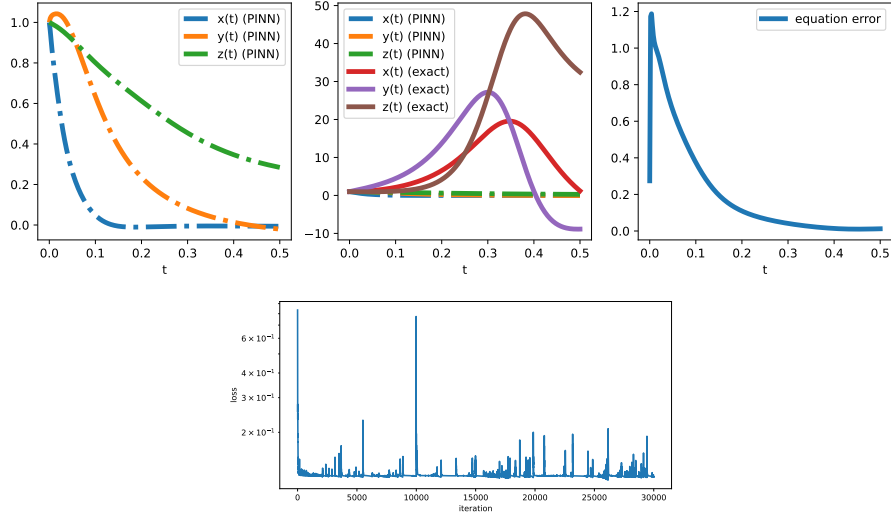 1.0
0.8
0.6
0.4
0.2
0.0
x(t) (PINN)
y(t) (PINN)
z(t) (PINN)
0.0 0.1 0.2 0.3 0.4 0.5
t
50
40
30
20
10
0
−10
x(t) (PINN)
y(t) (PINN)
z(t) (PINN)
x(t) (exact)
y(t) (exact)
z(t) (exact)
0.0 0.1 0.2 0.3 0.4 0.5
t
1.2
1.0
0.8
0.6
0.4
0.2
0.0
equation error
0.0 0.1 0.2 0.3 0.4 0.5
t
6 × 10⁻¹
4 × 10⁻¹
3 × 10⁻¹
2 × 10⁻¹
loss
0 5000 10000 15000 20000 25000 30000
iteration